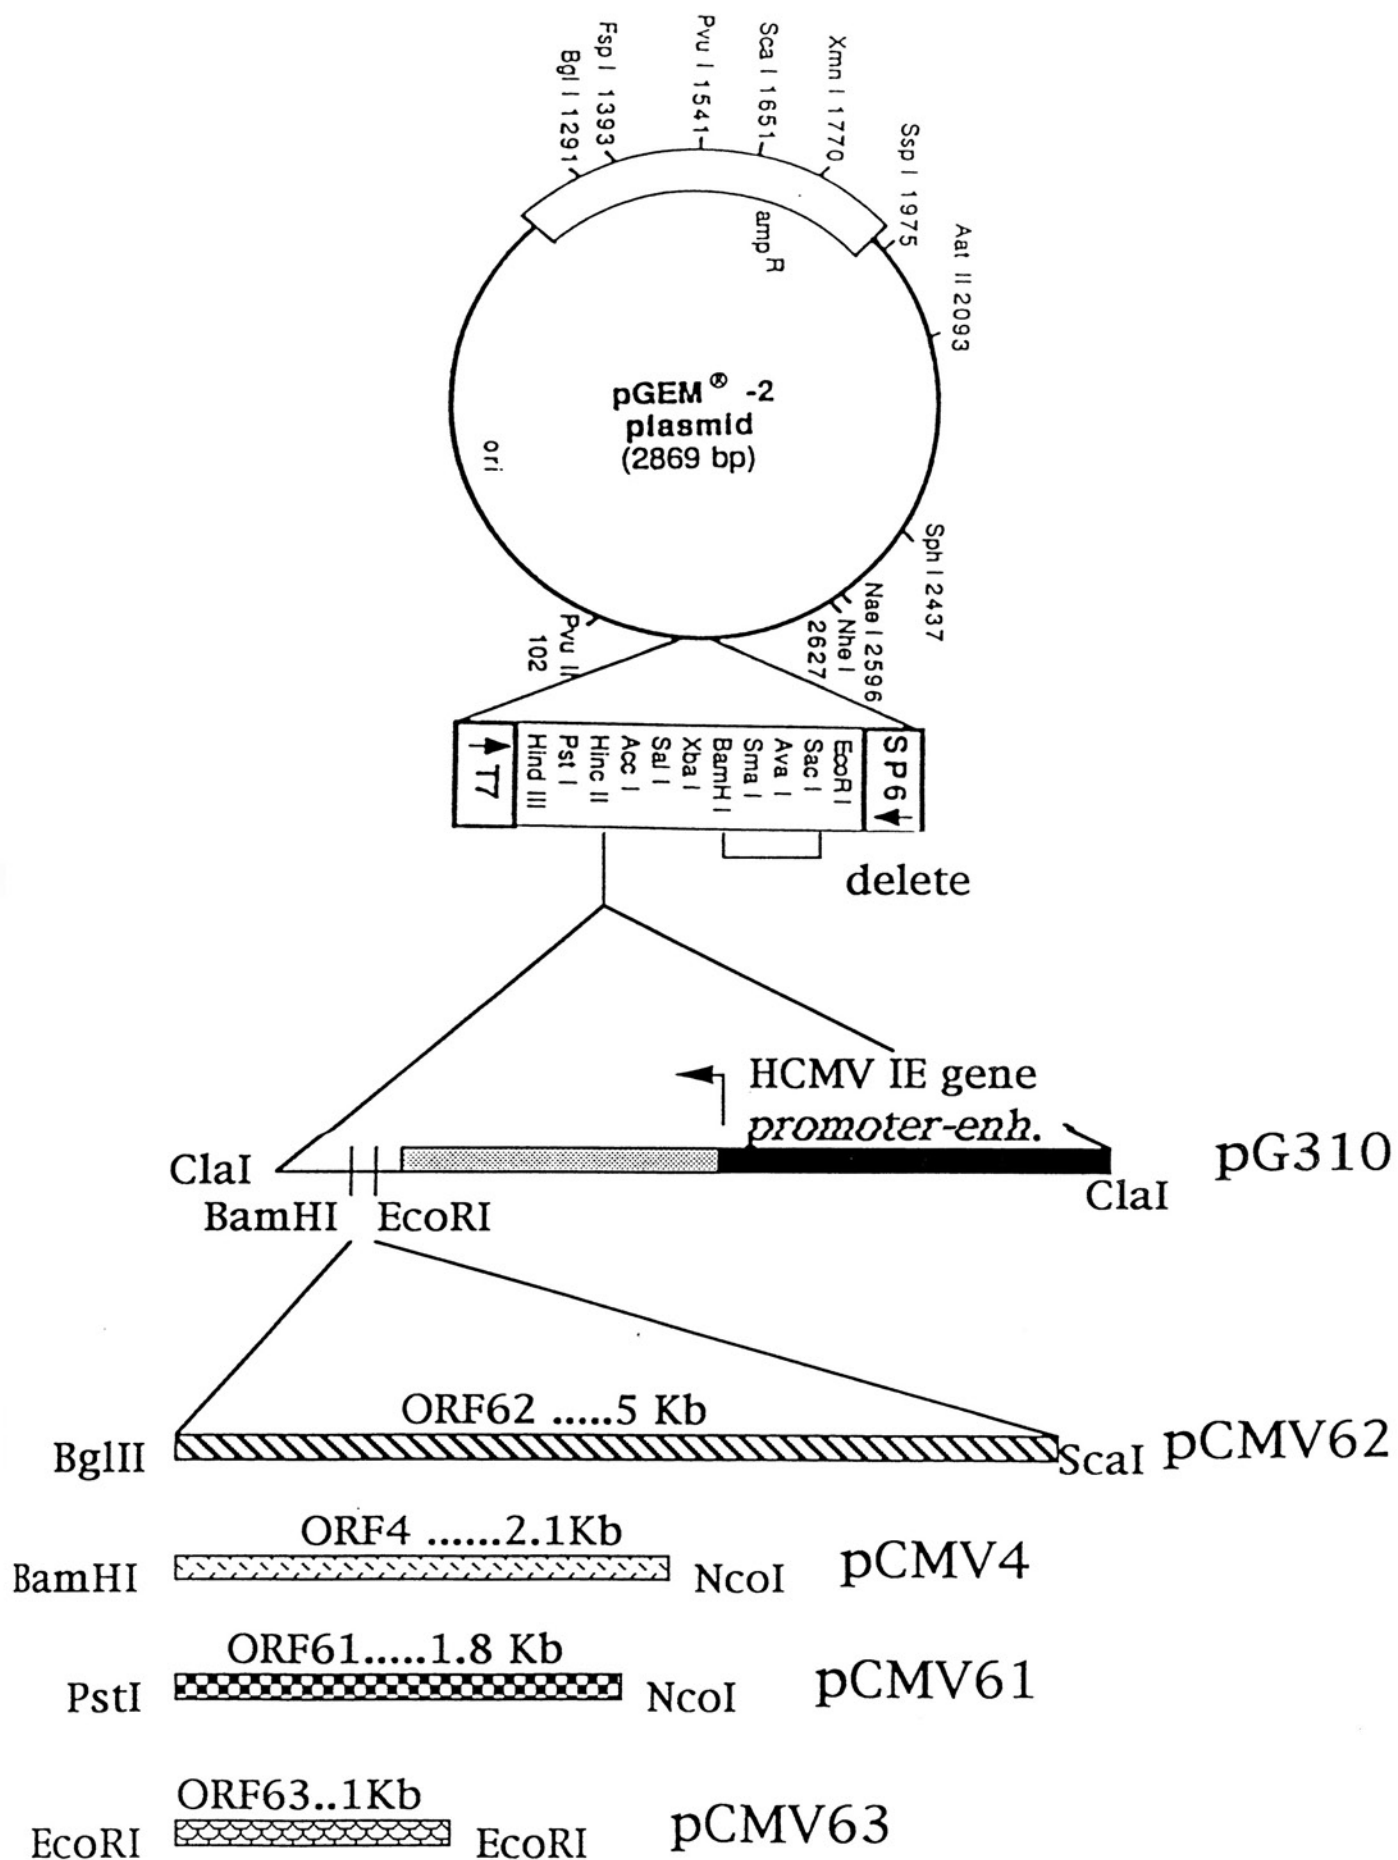 Bgl I 1291
Fsp I 1393
Pvu I 1541
Sca I 1651
Xmn I 1770
Ssp I 1975
Aat II 2093
amp R
pGEM ® -2
plasmid
(2869 bp)
ori
Sph I 2437
Nae I 2596
Nhe I
2627
Pvu II
102
T7
Hind III
Pst I
Hinc II
Acc I
Sal I
Xba I
BamH I
Sma I
Ava I
Sac I
EcoR I
SP6
delete
HCMV IE gene
promoter-enh.
pG310
ClaI
ClaI
BamHI
EcoRI
ORF62 .....5 Kb
BglII
ScaI
pCMV62
ORF4 ......2.1Kb
BamHI
NcoI
pCMV4
ORF61.....1.8 Kb
PstI
NcoI
pCMV61
ORF63..1Kb
EcoRI
EcoRI
pCMV63